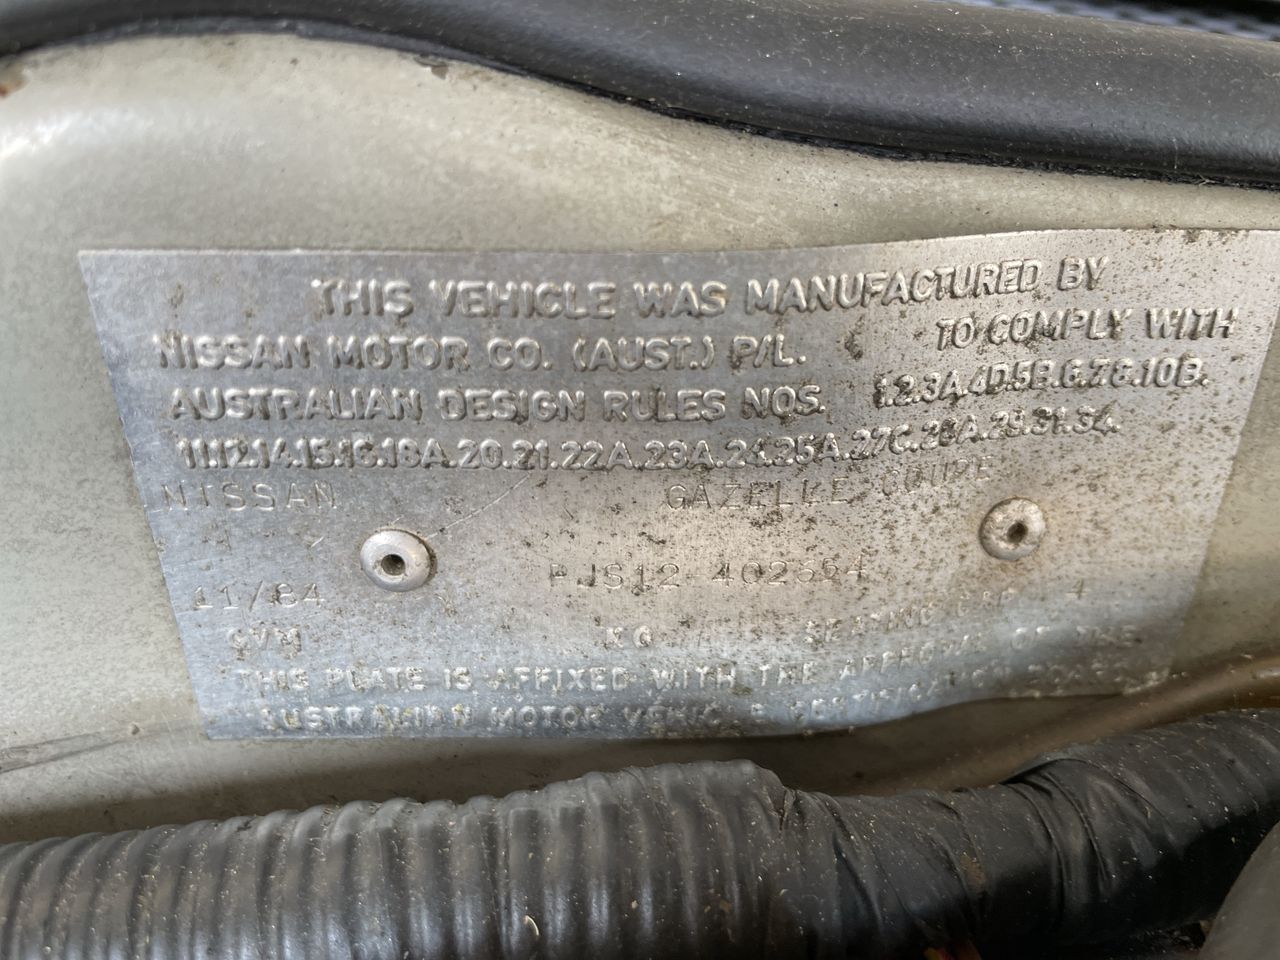 THIS VEHICLE WAS MANUFACTURED BY
NISSAN MOTOR CO. (AUST.) P/L. TO COMPLY WITH
AUSTRALIAN DESIGN RULES NOS. 1.2.3A.4D.5B.6.7.8.10B.
11.12.14.15.16.18A.20.21.22A.23A.24.25A.27C.28A.29.31.34.
NISSAN GAZELLE COUPE
PJS12-402354
11/84
GVM KG SEATING CAP 4
THIS PLATE IS AFFIXED WITH THE APPROVAL OF THE
AUSTRALIAN MOTOR VEHICLE CERTIFICATION BOARD